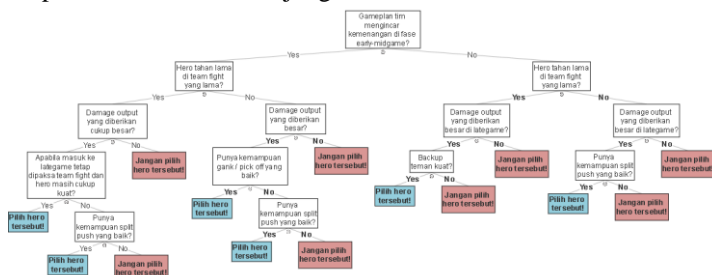 Gameplan tim
mengincar
kemenangan di fase
early-midgame?
Yes
No
Hero tahan lama
di team fight
yang lama?
Hero tahan lama
di team fight
yang lama?
Yes
No
Yes
No
Damage output
yang diberikan
cukup besar?
Damage output
yang diberikan
besar?
Damage output
yang diberikan
besar di lategame?
Damage output
yang diberikan
besar di lategame?
Yes
No
Yes
No
Yes
No
Yes
No
Apabila masuk ke
lategame tetap
dipaksa team fight dan
hero masih cukup
kuat?
Jangan pilih
hero tersebut!
Punya kemampuan
gank / pick off yang
baik?
Jangan pilih
hero tersebut!
Backup
teman kuat?
Jangan pilih
hero tersebut!
Punya
kemampuan split
push yang baik?
Jangan pilih
hero tersebut!
Yes
No
Yes
No
Yes
No
Yes
No
Pilih hero
tersebut!
Punya
kemampuan split
push yang baik?
Pilih hero
tersebut!
Punya
kemampuan split
push yang baik?
Pilih hero
tersebut!
Jangan pilih
hero tersebut!
Pilih hero
tersebut!
Jangan pilih
hero tersebut!
Yes
No
Yes
No
Pilih hero
tersebut!
Jangan pilih
hero tersebut!
Pilih hero
tersebut!
Jangan pilih
hero tersebut!